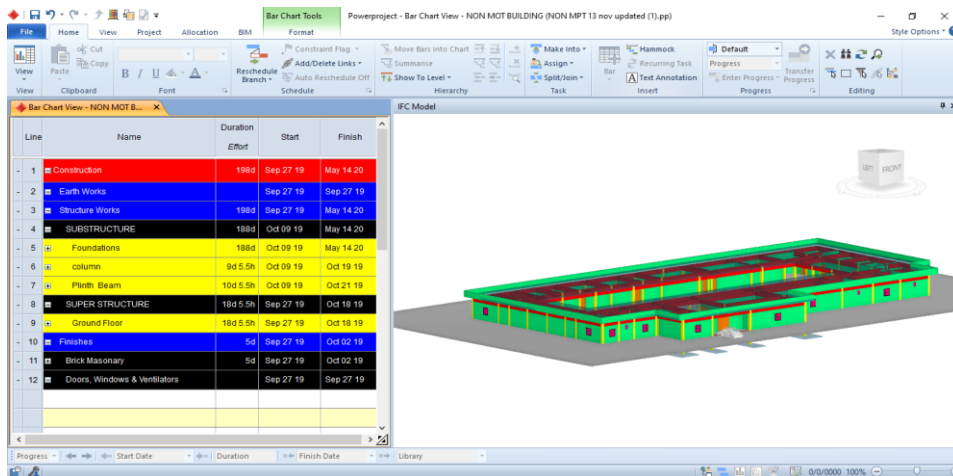 Bar Chart Tools
Powerproject - Bar Chart View - NON MOT BUILDING (NON MPT 13 nov updated (1).pp)
File Home View Project Allocation BIM Format Style Options
View Paste Cut Copy
B I U A
Reschedule Branch
Constraint Flag
Add/Delete Links
Auto Reschedule Off
Move Bars into Chart
Summarise
Show To Level
Make Into
Assign
Split/Join
Bar
Hammock
Recurring Task
Text Annotation
Default
Progress
Enter Progress
Transfer Progress
View Clipboard Font Schedule Hierarchy Task Insert Progress Editing
Bar Chart View - NON MOT B...
IFC Model
Line Name Duration Effort Start Finish
1 Construction 198d Sep 27 19 May 14 20
2 Earth Works Sep 27 19 Sep 27 19
3 Structure Works 198d Sep 27 19 May 14 20
4 SUBSTRUCTURE 188d Oct 09 19 May 14 20
5 Foundations 188d Oct 09 19 May 14 20
6 column 9d 5.5h Oct 09 19 Oct 19 19
7 Plinth Beam 10d 5.5h Oct 09 19 Oct 21 19
8 SUPER STRUCTURE 18d 5.5h Sep 27 19 Oct 18 19
9 Ground Floor 18d 5.5h Sep 27 19 Oct 18 19
10 Finishes 5d Sep 27 19 Oct 02 19
11 Brick Masonary 5d Sep 27 19 Oct 02 19
12 Doors, Windows & Ventilators Sep 27 19 Sep 27 19
LEFT FRONT
Progress Start Date Duration Finish Date Library
0/0/0000 100%